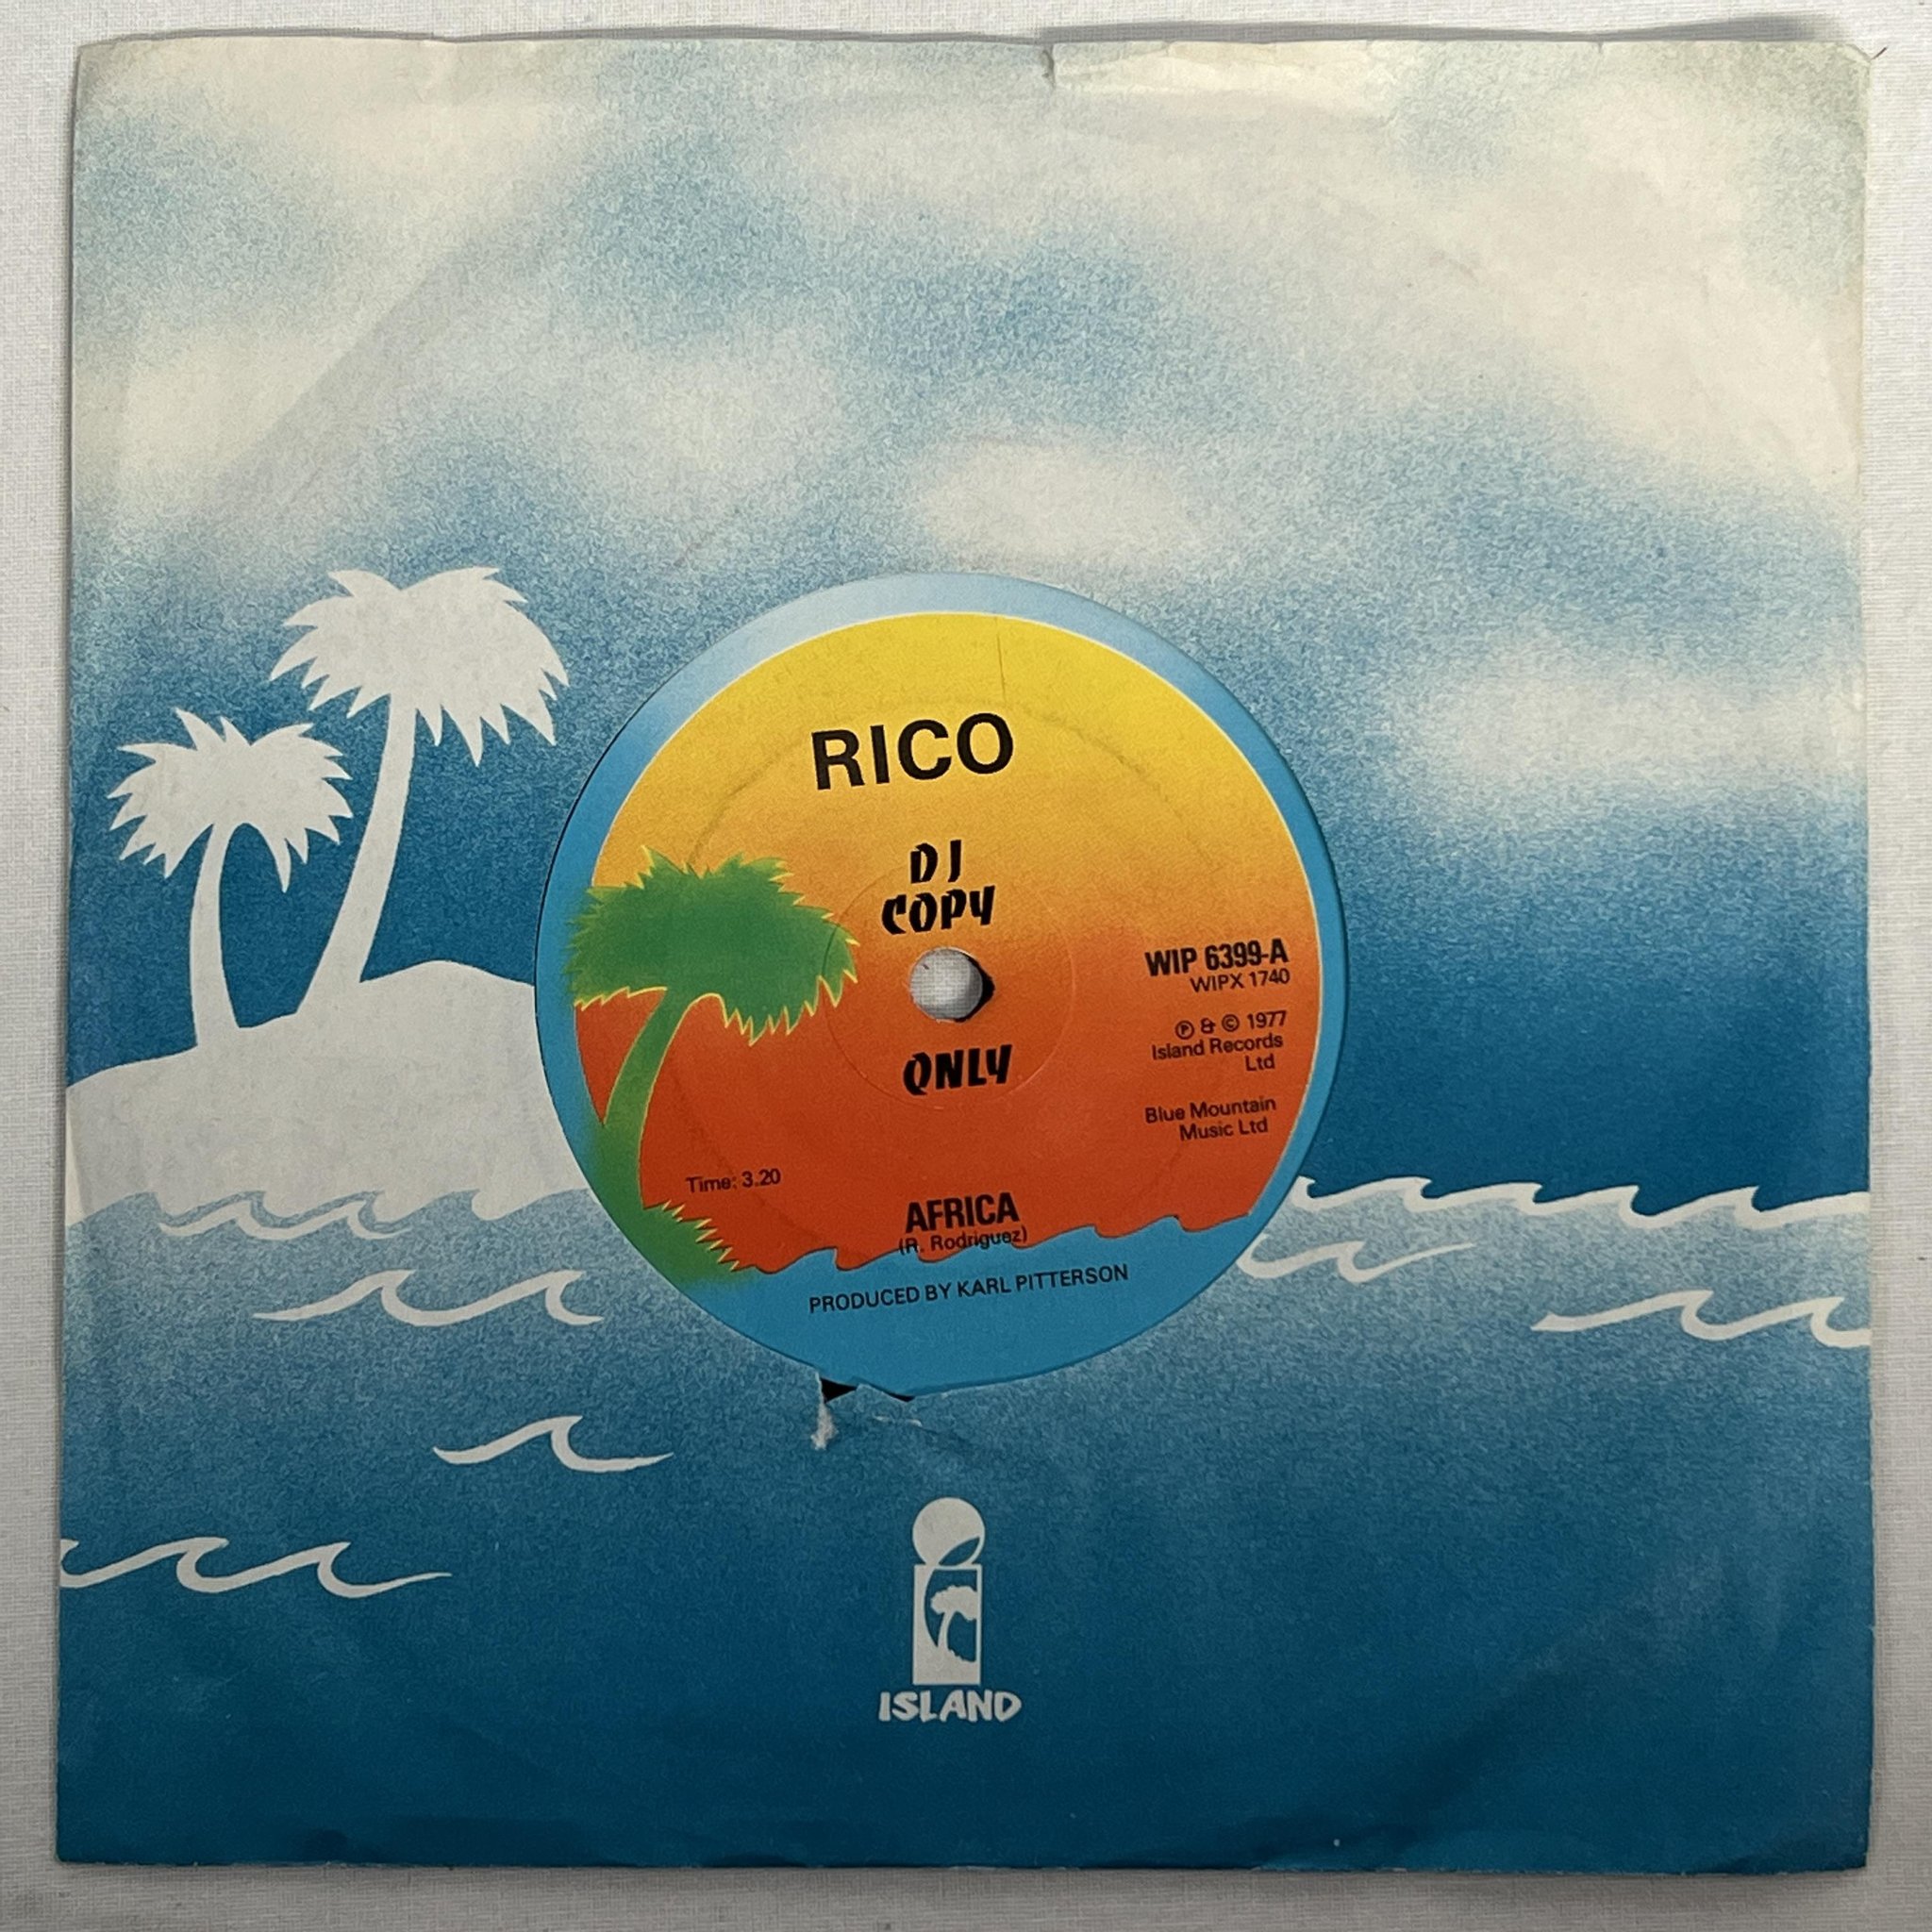 RICO
DJ
COPY
ONLY
WIP 6399-A
WIPX 1740
℗ & © 1977
Island Records
Ltd
Blue Mountain
Music Ltd
Time: 3.20
AFRICA
(R. Rodriguez)
PRODUCED BY KARL PITTERSON
ISLAND